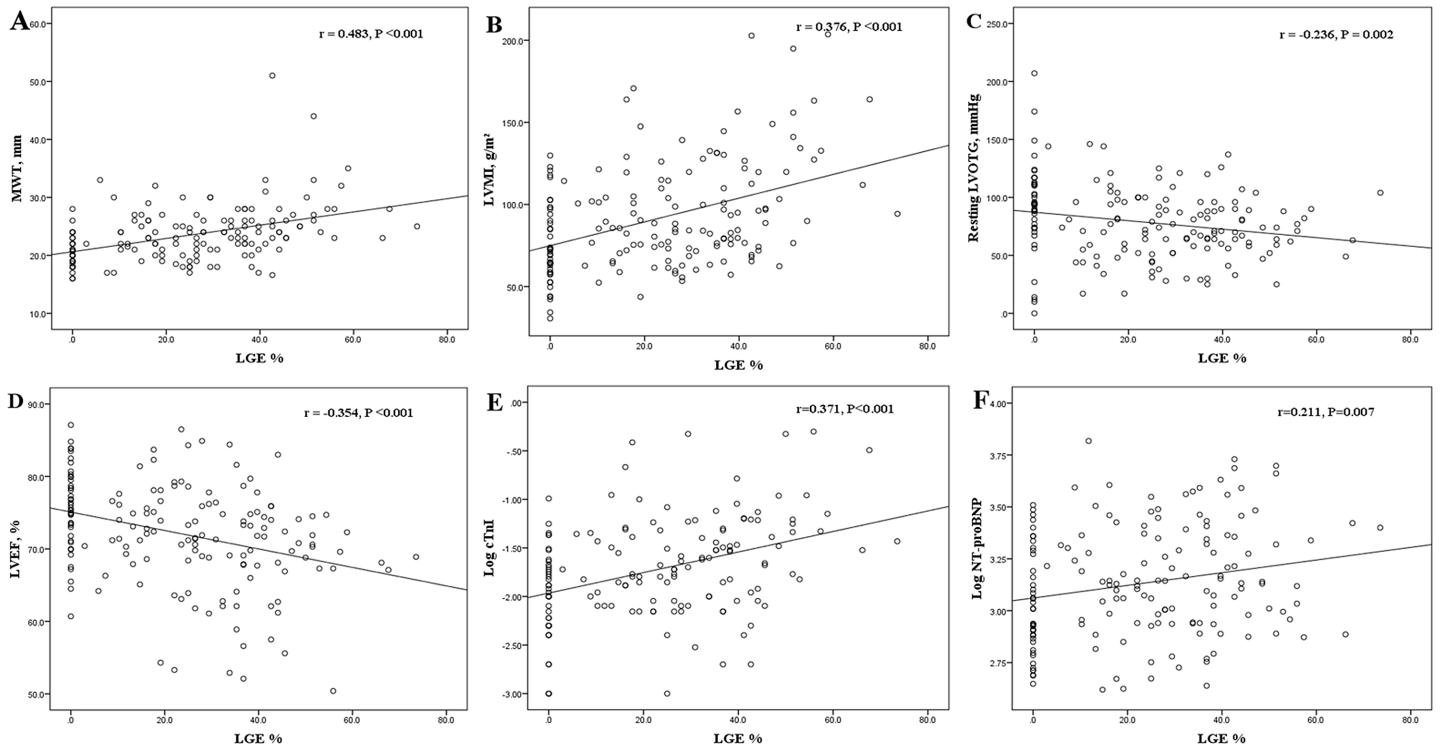 A
r = 0.483, P <0.001
60.0
50.0
40.0
30.0
20.0
10.0
MWT, mm
.0 20.0 40.0 60.0 80.0
LGE %
B
r = 0.376, P <0.001
200.0
150.0
100.0
50.0
LVMI, g/m²
.0 20.0 40.0 60.0 80.0
LGE %
C
r = -0.236, P = 0.002
250.0
200.0
150.0
100.0
50.0
.0
Resting LVOTG, mmHg
.0 20.0 40.0 60.0 80.0
LGE %
D
r = -0.354, P <0.001
90.0
80.0
70.0
60.0
50.0
LVEF, %
.0 20.0 40.0 60.0 80.0
LGE %
E
r=0.371, P<0.001
.00
-.50
-1.00
-1.50
-2.00
-2.50
-3.00
Log cTnI
.0 20.0 40.0 60.0 80.0
LGE %
F
r=0.211, P=0.007
4.00
3.75
3.50
3.25
3.00
2.75
Log NT-proBNP
.0 20.0 40.0 60.0 80.0
LGE %